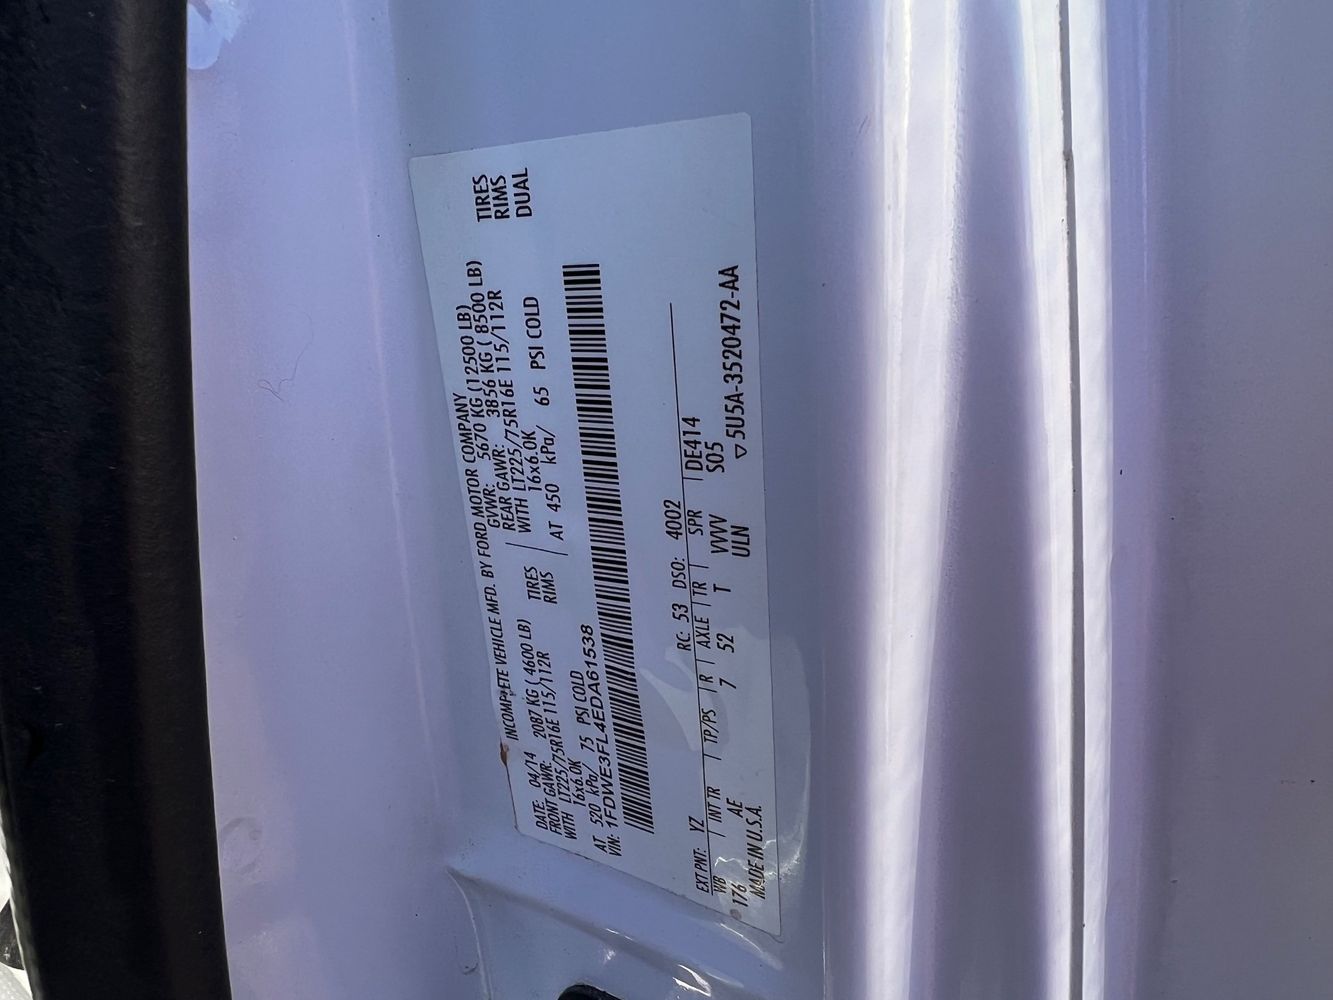 INCOMPLETE VEHICLE MFD. BY FORD MOTOR COMPANY
DATE: 04/14 GVWR: 5670 KG (12500 LB)
FRONT GAWR: 2087 KG ( 4600 LB) REAR GAWR: 3856 KG ( 8500 LB)
WITH LT225/75R16E 115/112R TIRES WITH LT225/75R16E 115/112R TIRES
16x6.0K RIMS 16x6.0K RIMS
AT 520 kPa/ 75 PSI COLD AT 450 kPa/ 65 PSI COLD DUAL
VIN: 1FDWE3FL4EDA61538
EXT PNT: YZ RC: 53 DSO: 4002
WB INT TR TP/PS R AXLE TR SPR DE414
176 AE 7 52 T VVVV S05
MADE IN U.S.A. ULN ▽5U5A-3520472-AA